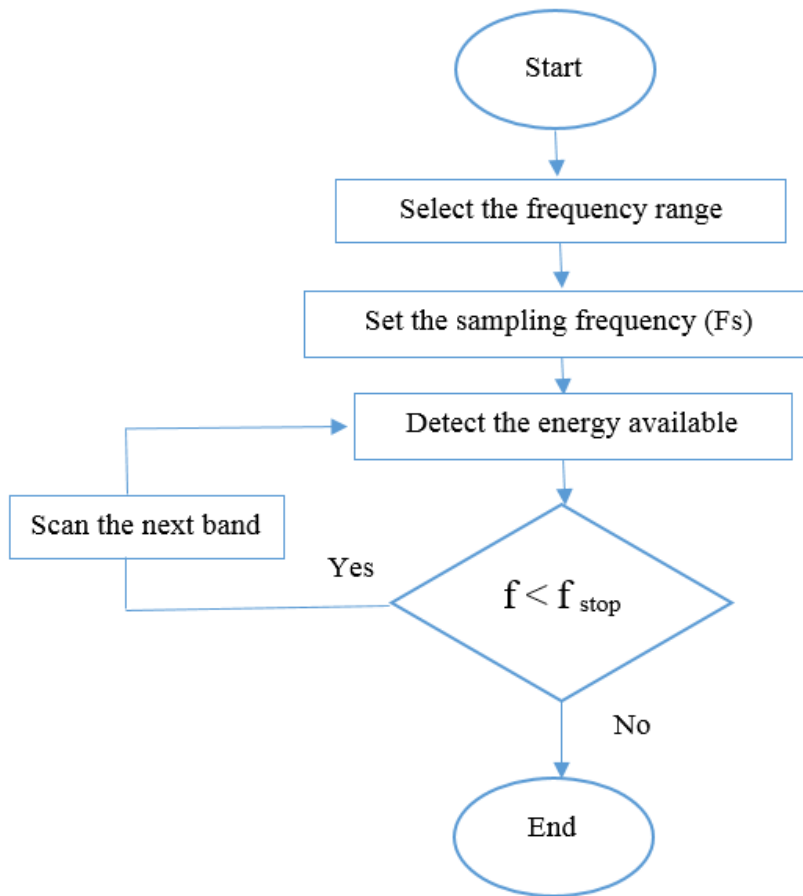 Start
Select the frequency range
Set the sampling frequency (Fs)
Detect the energy available
Scan the next band
Yes
f < f stop
No
End